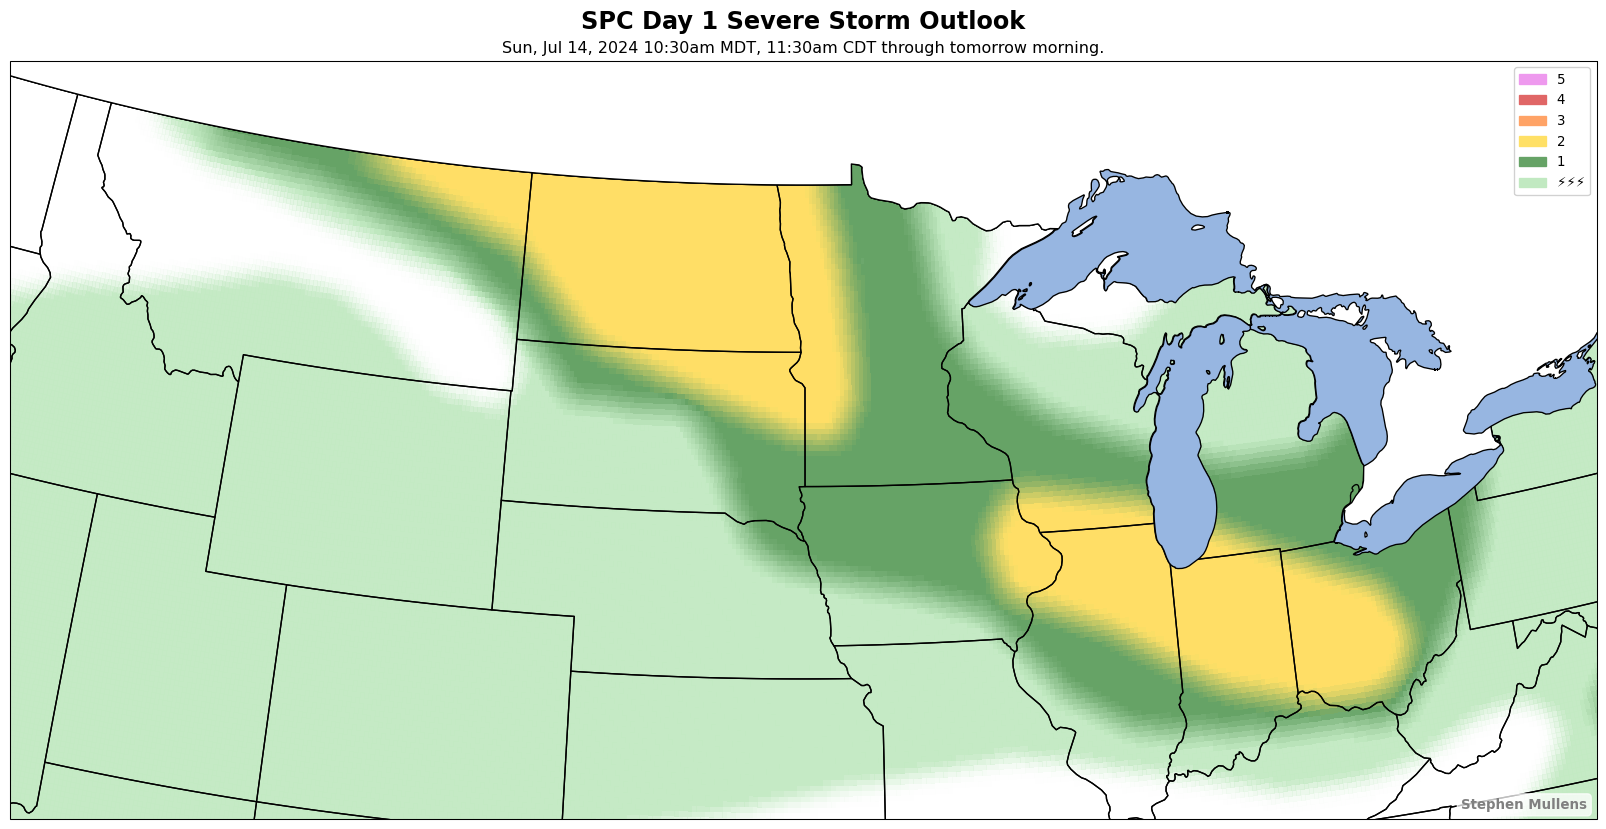 SPC Day 1 Severe Storm Outlook
Sun, Jul 14, 2024 10:30am MDT, 11:30am CDT through tomorrow morning.
5
4
3
2
1
⚡⚡⚡
Stephen Mullens